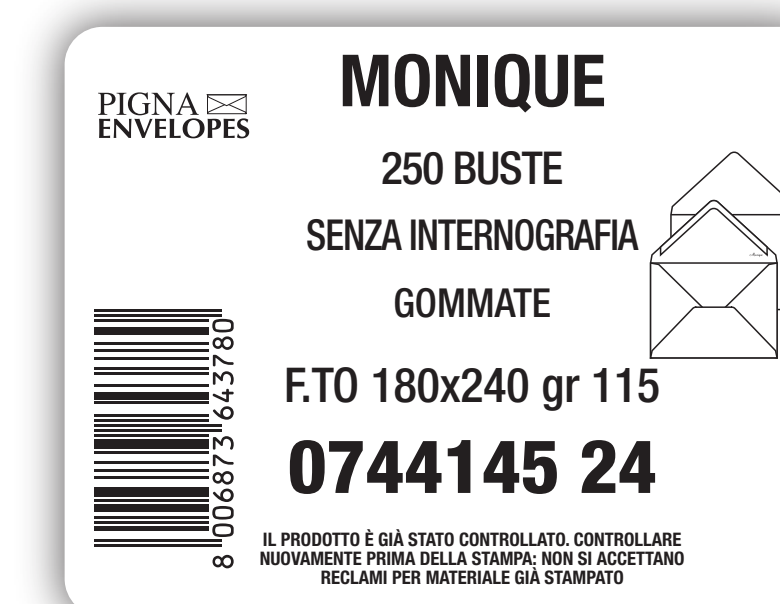 PIGNA
ENVELOPES
MONIQUE
250 BUSTE
SENZA INTERNOGRAFIA
GOMMATE
F.TO 180x240 gr 115
0744145 24
8 006873 643780
IL PRODOTTO È GIÀ STATO CONTROLLATO. CONTROLLARE
NUOVAMENTE PRIMA DELLA STAMPA: NON SI ACCETTANO
RECLAMI PER MATERIALE GIÀ STAMPATO